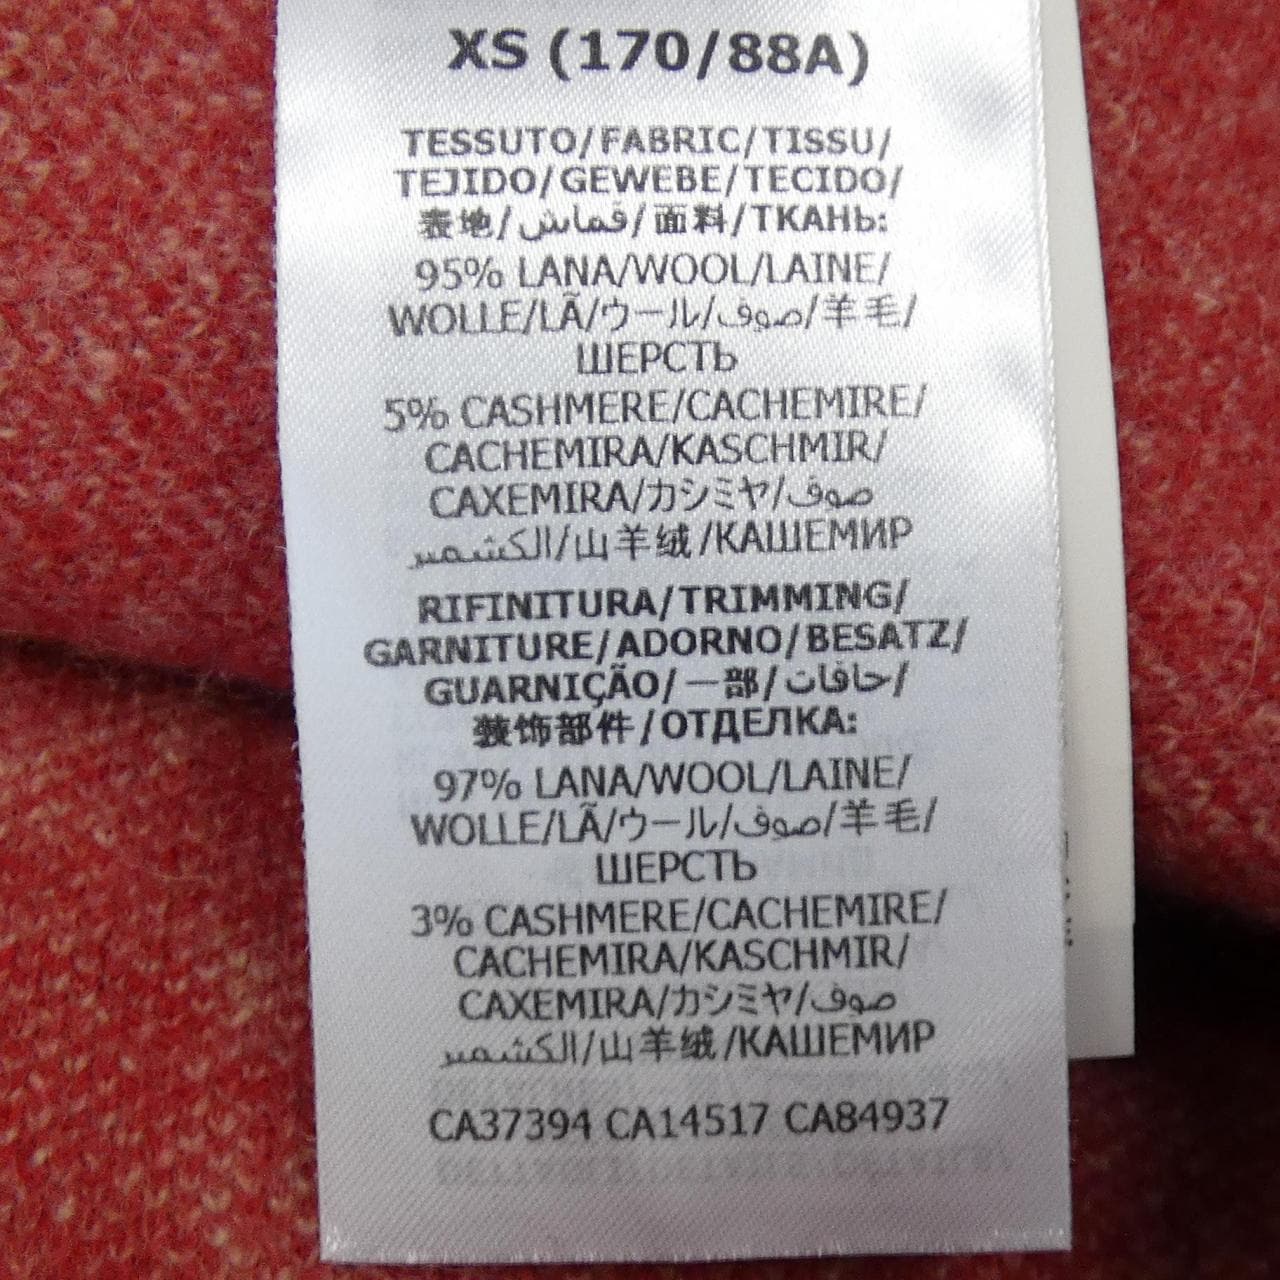 XS (170/88A)
TESSUTO/FABRIC/TISSU/
TEJIDO/GEWEBE/TECIDO/
表地/قماش/面料/ТКАНЬ:
95% LANA/WOOL/LAINE/
WOLLE/LÃ/ウール/صوف/羊毛/
ШЕРСТЬ
5% CASHMERE/CACHEMIRE/
CACHEMIRA/KASCHMIR/
CAXEMIRA/カシミヤ/صوف
الكشمير/山羊绒/КАШЕМИР
RIFINITURA/TRIMMING/
GARNITURE/ADORNO/BESATZ/
GUARNIÇÃO/一部/حافات/
装饰部件/ОТДЕЛКА:
97% LANA/WOOL/LAINE/
WOLLE/LÃ/ウール/صوف/羊毛/
ШЕРСТЬ
3% CASHMERE/CACHEMIRE/
CACHEMIRA/KASCHMIR/
CAXEMIRA/カシミヤ/صوف
الكشمير/山羊绒/КАШЕМИР
CA37394 CA14517 CA84937